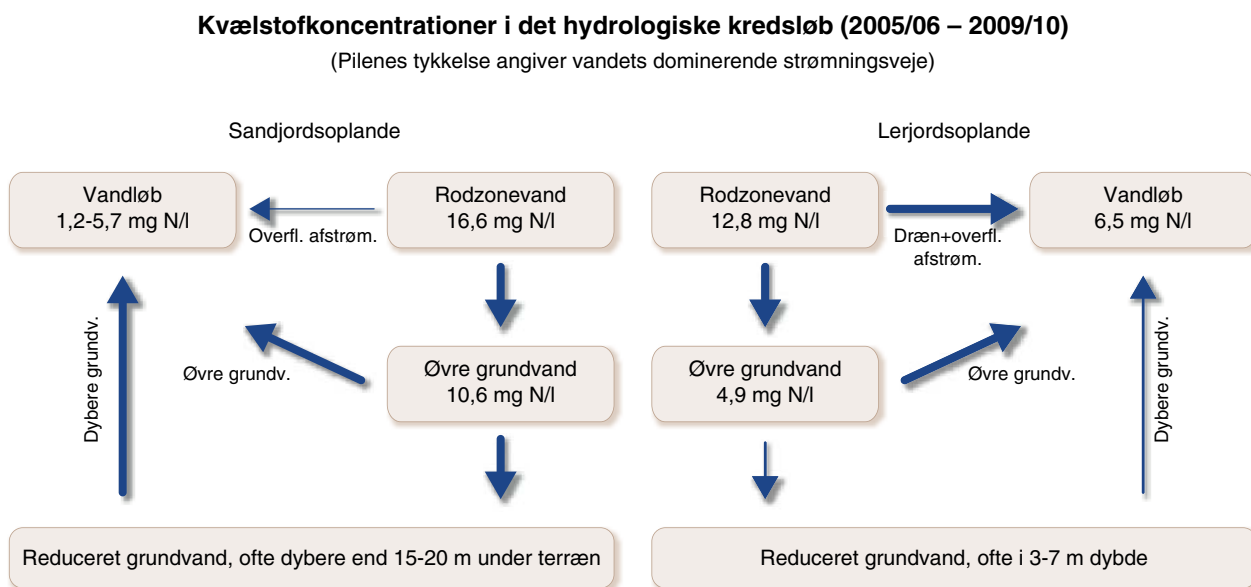 Kvælstofkoncentrationer i det hydrologiske kredsløb (2005/06 – 2009/10)
(Pilenes tykkelse angiver vandets dominerende strømningsveje)
Sandjordsoplande
Vandløb
1,2-5,7 mg N/l
Overfl. afstrøm.
Rodzonevand
16,6 mg N/l
Dybere grundv.
Øvre grundv.
Øvre grundvand
10,6 mg N/l
Reduceret grundvand, ofte dybere end 15-20 m under terræn
Lerjordsoplande
Rodzonevand
12,8 mg N/l
Dræn+overfl.
afstrøm.
Vandløb
6,5 mg N/l
Øvre grundvand
4,9 mg N/l
Øvre grundv.
Dybere grundv.
Reduceret grundvand, ofte i 3-7 m dybde